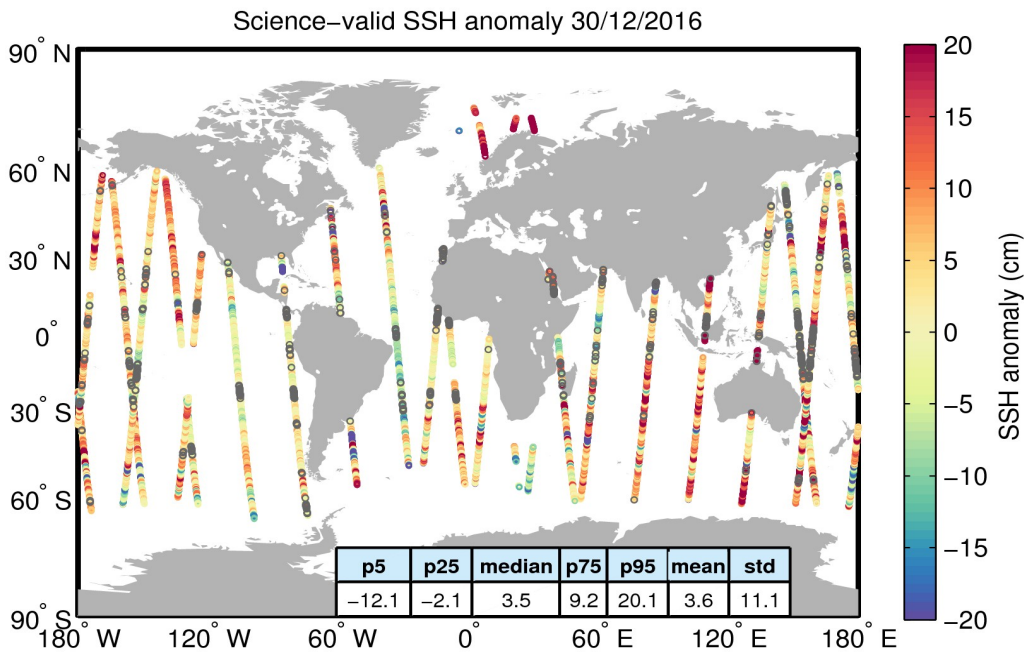 Science−valid SSH anomaly 30/12/2016
90° N
60° N
30° N
0°
30° S
60° S
90° S
180° W
120° W
60° W
0°
60° E
120° E
180° E
p5 p25 median p75 p95 mean std
−12.1 −2.1 3.5 9.2 20.1 3.6 11.1
20
15
10
5
0
−5
−10
−15
−20
SSH anomaly (cm)